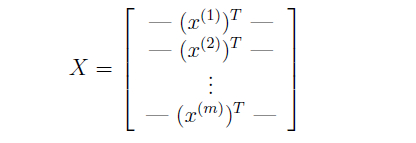 — (x^{(1)})^T —
— (x^{(2)})^T —
X =
⋮
— (x^{(m)})^T —